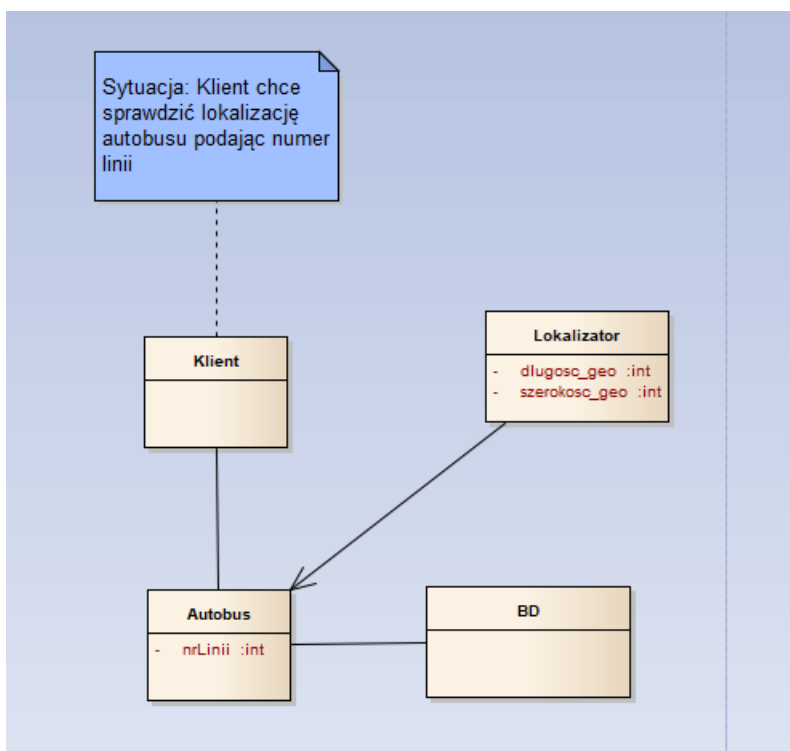 Sytuacja: Klient chce
sprawdzić lokalizację
autobusu podając numer
linii
Klient
Lokalizator
- dlugosc_geo :int
- szerokosc_geo :int
Autobus
- nrLinii :int
BD